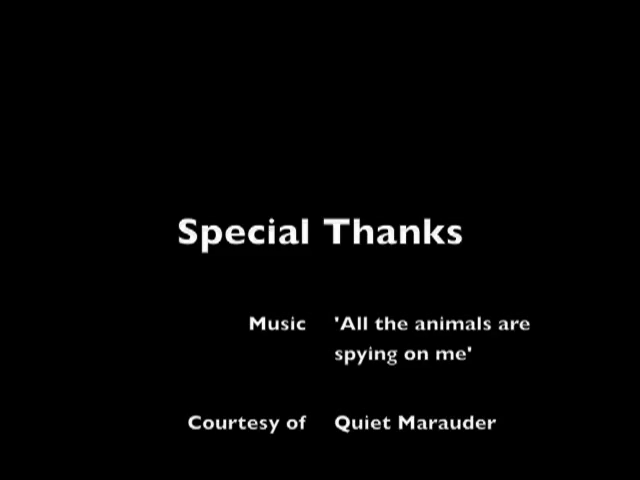 Special Thanks
Music 'All the animals are
spying on me'
Courtesy of Quiet Marauder